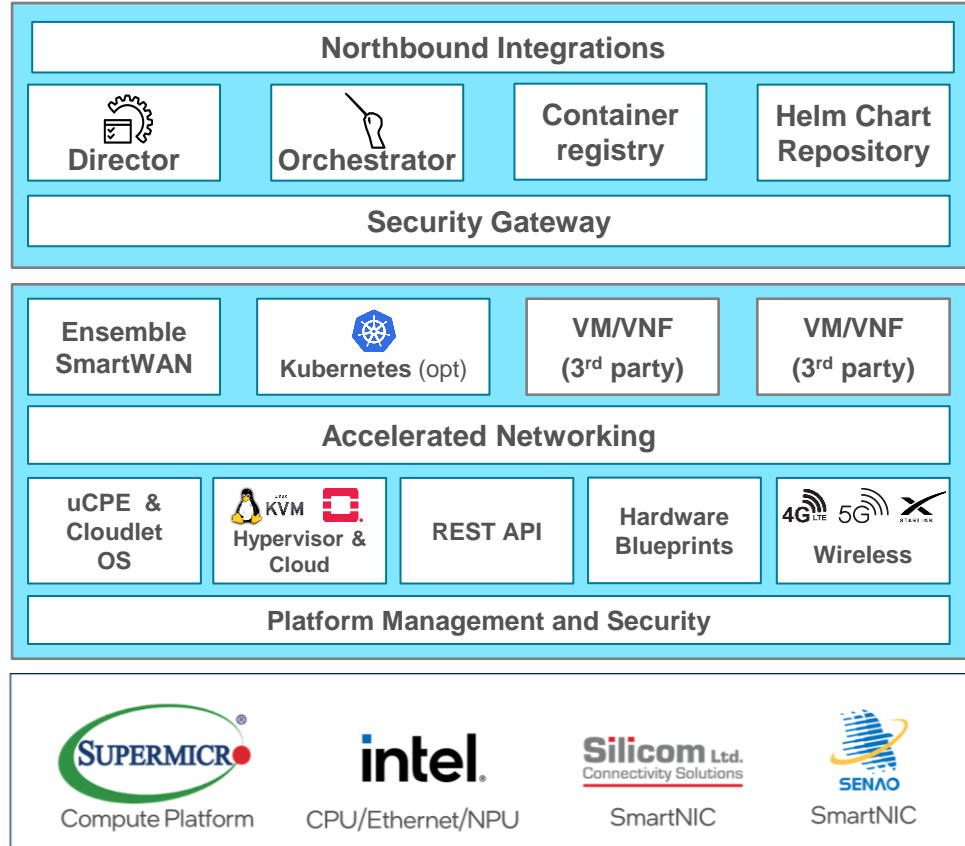 Northbound Integrations
Director
Orchestrator
Container
registry
Helm Chart
Repository
Security Gateway
Ensemble
SmartWAN
Kubernetes (opt)
VM/VNF
(3rd party)
VM/VNF
(3rd party)
Accelerated Networking
uCPE & 
Cloudlet
OS
KVM
Hypervisor &
Cloud
REST API
Hardware
Blueprints
4G LTE
5G
STARLINK
Wireless
Platform Management and Security
SUPERMICRO
®
Compute Platform
intel.
CPU/Ethernet/NPU
Silicom Ltd.
Connectivity Solutions
SmartNIC
SENAO
SmartNIC